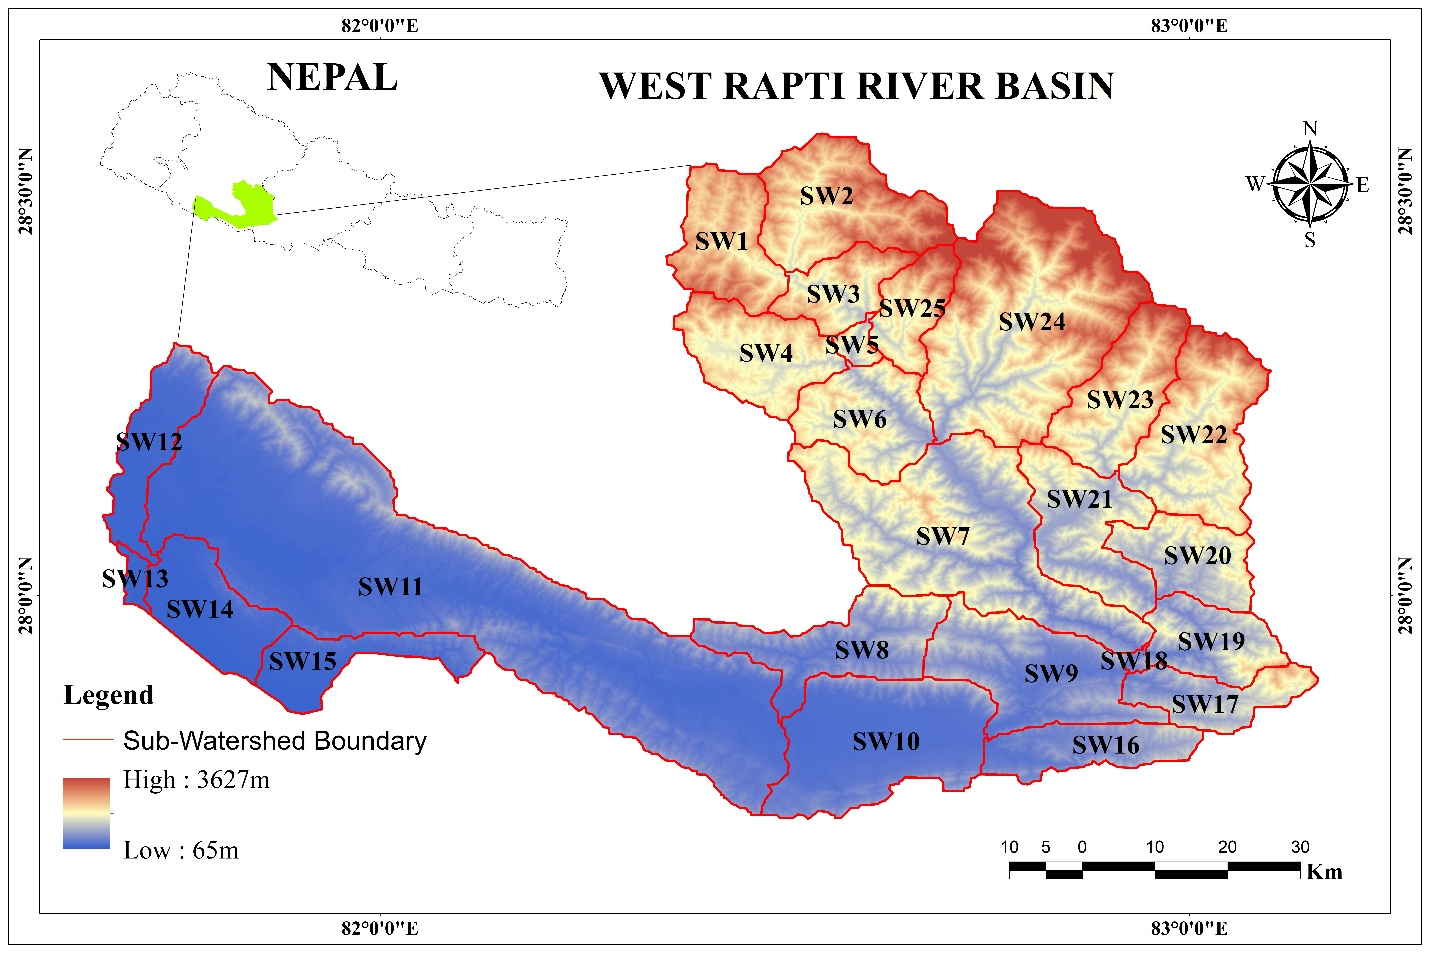 82°0'0"E
83°0'0"E
NEPAL
WEST RAPTI RIVER BASIN
28°30'0"N
28°30'0"N
N
W
E
S
SW2
SW1
SW3
SW25
SW24
SW5
SW4
SW23
SW6
SW22
SW12
SW21
SW7
SW20
SW13
SW11
SW14
28°0'0"N
28°0'0"N
SW19
SW8
SW18
SW15
SW9
SW17
SW10
SW16
Legend
Sub-Watershed Boundary
High : 3627m
Low : 65m
10 5 0 10 20 30
Km
82°0'0"E
83°0'0"E